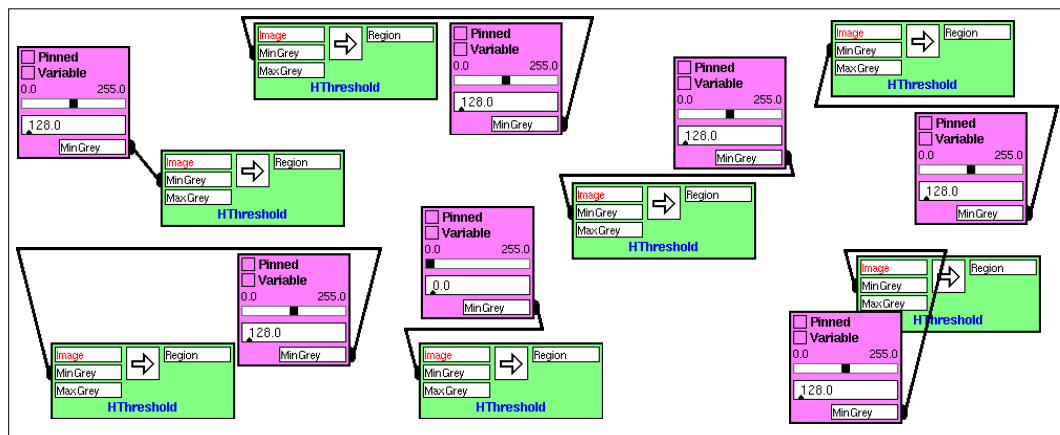 Pinned
Variable
0.0 255.0
128.0
MinGrey
Image Region
MinGrey
MaxGrey
HThreshold
Image Region
MinGrey
MaxGrey
HThreshold
Pinned
Variable
0.0 255.0
128.0
MinGrey
Pinned
Variable
0.0 255.0
128.0
MinGrey
Image Region
MinGrey
MaxGrey
HThreshold
Image Region
MinGrey
MaxGrey
HThreshold
Pinned
Variable
0.0 255.0
128.0
MinGrey
Pinned
Variable
0.0 255.0
128.0
MinGrey
Image Region
MinGrey
MaxGrey
HThreshold
Pinned
Variable
0.0 255.0
0.0
MinGrey
Image Region
MinGrey
MaxGrey
HThreshold
Image Region
MinGrey
MaxGrey
HThreshold
Pinned
Variable
0.0 255.0
128.0
MinGrey